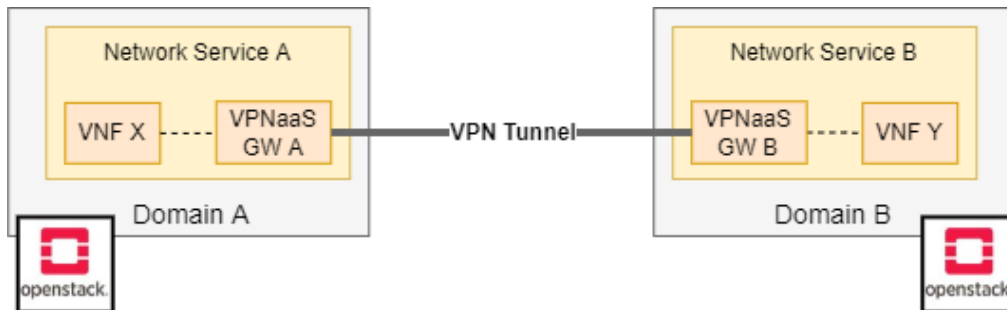 Network Service A
VNF X
VPNaaS
GW A
VPN Tunnel
Domain A
openstack.
Network Service B
VPNaaS
GW B
VNF Y
Domain B
openstack